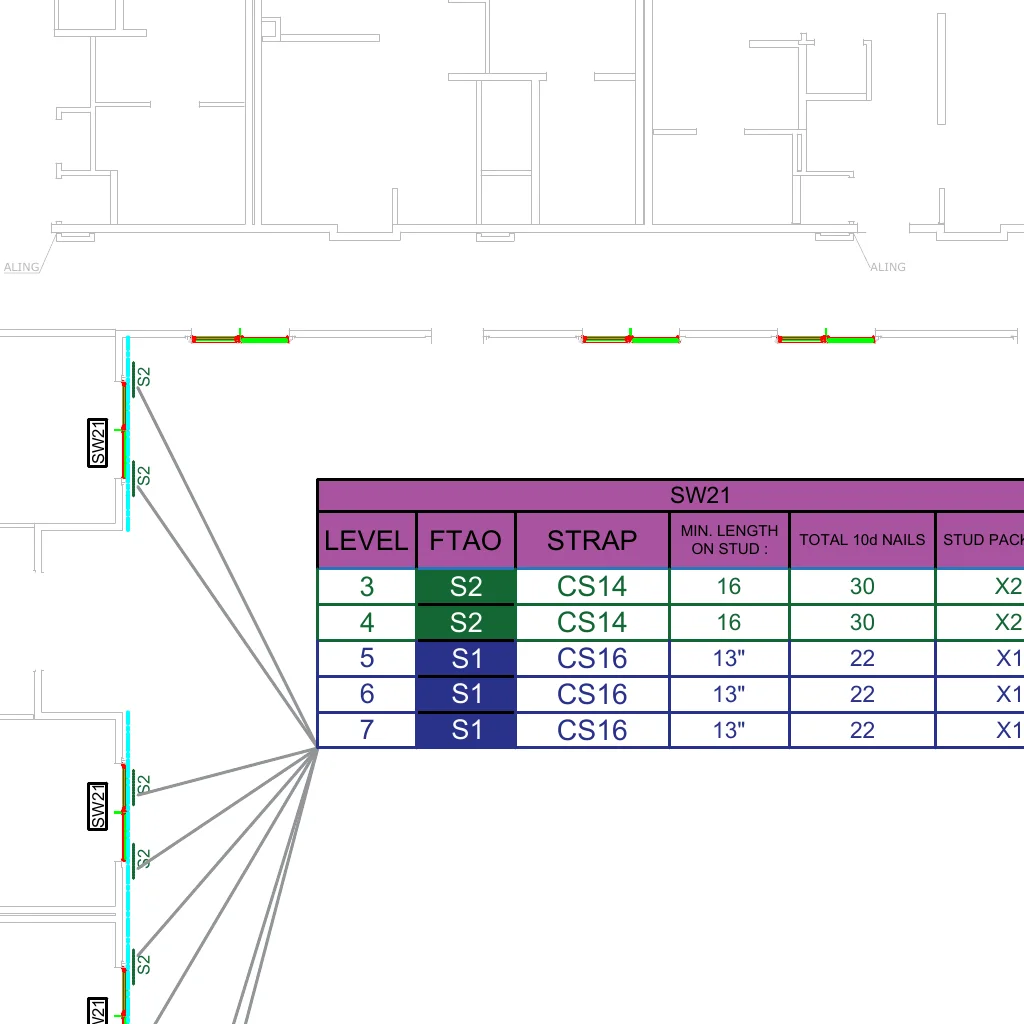 ALING
ALING
S2
SW21
S2
SW21
LEVEL FTAO STRAP MIN. LENGTH ON STUD : TOTAL 10d NAILS STUD PACK
3 S2 CS14 16 30 X2
4 S2 CS14 16 30 X2
5 S1 CS16 13" 22 X1
6 S1 CS16 13" 22 X1
7 S1 CS16 13" 22 X1
S2
SW21
S2
S2
SW21